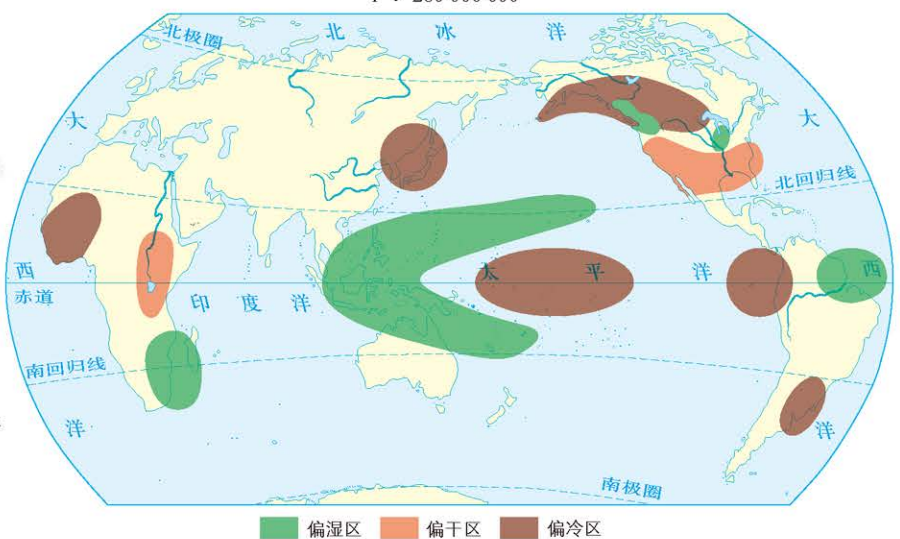 北极圈
北 冰 洋
大
大
北回归线
西
太 平 洋
西
赤道
印 度 洋
南回归线
洋
洋
南极圈
偏湿区 偏干区 偏冷区